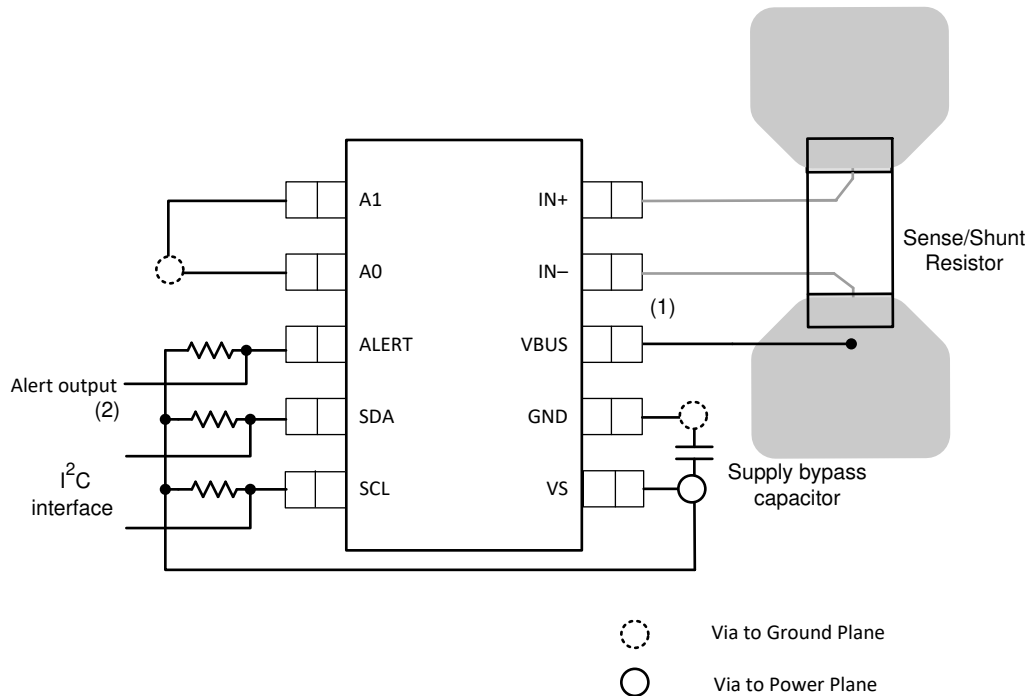 A1
A0
ALERT
SDA
SCL
IN+
IN–
(1)
VBUS
GND
VS
Sense/Shunt
Resistor
Alert output
(2)
I²C
interface
Supply bypass
capacitor
Via to Ground Plane
Via to Power Plane